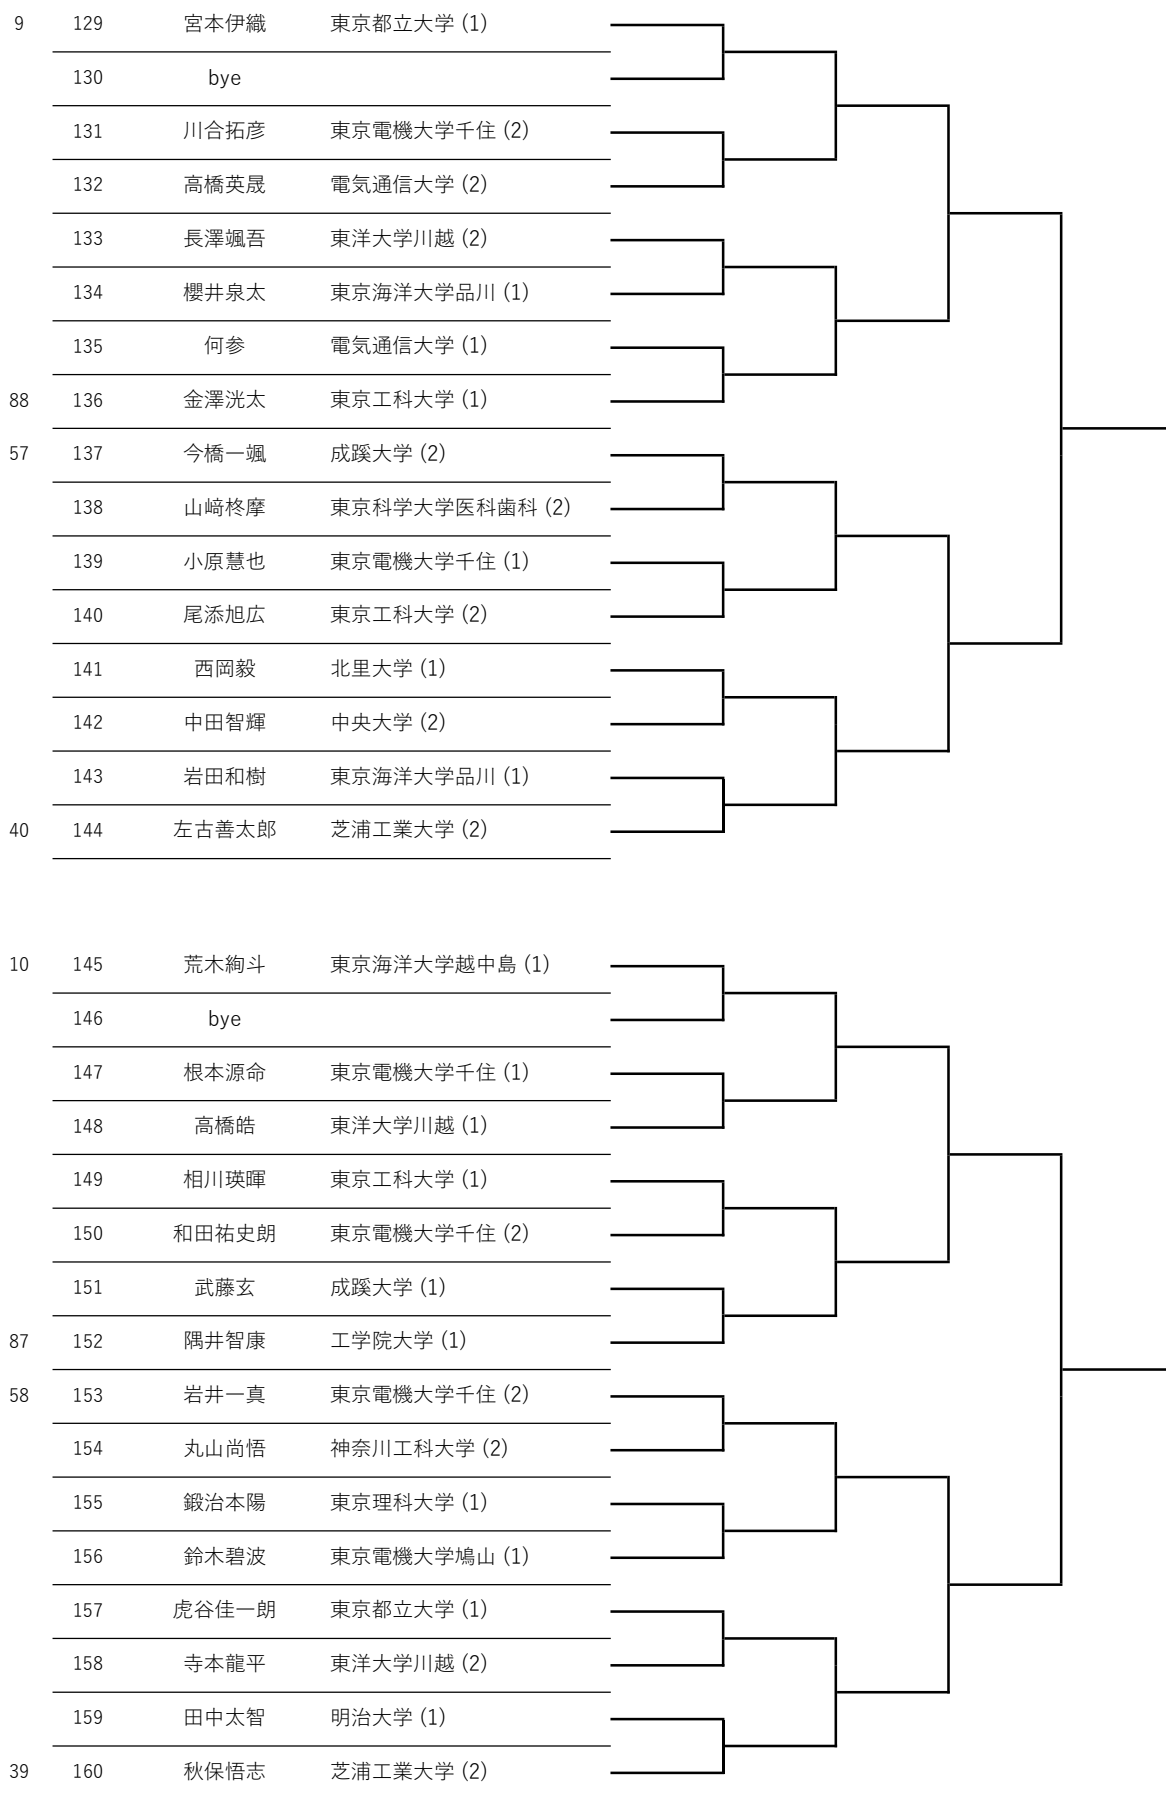 9 129 宮本伊織 東京都立大学 (1)
130 bye
131 川合拓彦 東京電機大学千住 (2)
132 高橋英晟 電気通信大学 (2)
133 長澤颯吾 東洋大学川越 (2)
134 櫻井泉太 東京海洋大学品川 (1)
135 何参 電気通信大学 (1)
88 136 金澤洸太 東京工科大学 (1)
57 137 今橋一颯 成蹊大学 (2)
138 山﨑柊摩 東京科学大学医科歯科 (2)
139 小原慧也 東京電機大学千住 (1)
140 尾添旭広 東京工科大学 (2)
141 西岡毅 北里大学 (1)
142 中田智輝 中央大学 (2)
143 岩田和樹 東京海洋大学品川 (1)
40 144 左古善太郎 芝浦工業大学 (2)
10 145 荒木絢斗 東京海洋大学越中島 (1)
146 bye
147 根本源命 東京電機大学千住 (1)
148 高橋皓 東洋大学川越 (1)
149 相川瑛暉 東京工科大学 (1)
150 和田祐史朗 東京電機大学千住 (2)
151 武藤玄 成蹊大学 (1)
87 152 隅井智康 工学院大学 (1)
58 153 岩井一真 東京電機大学千住 (2)
154 丸山尚悟 神奈川工科大学 (2)
155 鍛治本陽 東京理科大学 (1)
156 鈴木碧波 東京電機大学鳩山 (1)
157 虎谷佳一朗 東京都立大学 (1)
158 寺本龍平 東洋大学川越 (2)
159 田中太智 明治大学 (1)
39 160 秋保悟志 芝浦工業大学 (2)